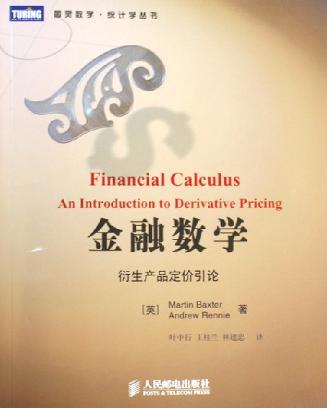 TURING
图灵数学·统计学丛书
Financial Calculus
An Introduction to Derivative Pricing
金融数学
衍生产品定价引论
[英] Martin Baxter 著
Andrew Rennie
叶中行 王桂兰 林建忠 译
人民邮电出版社
POSTS & TELECOM PRESS